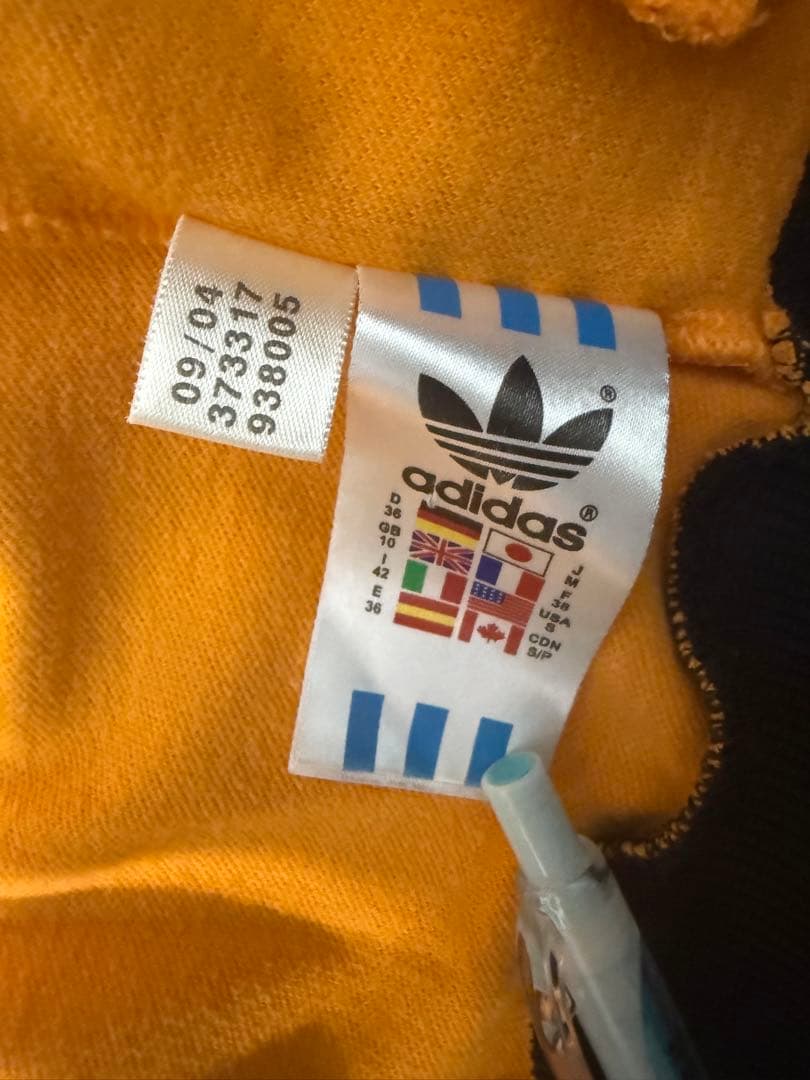 09/04
373317
938005
®
adidas®
D
36
GB
10
I
42
E
36
J
M
F
38
USA
S
CDN
S/P